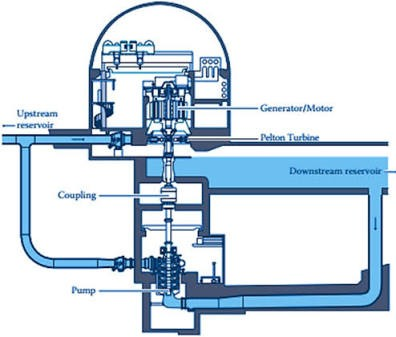 Generator/Motor
Upstream
reservoir
Pelton Turbine
Downstream reservoir
Coupling
Pump